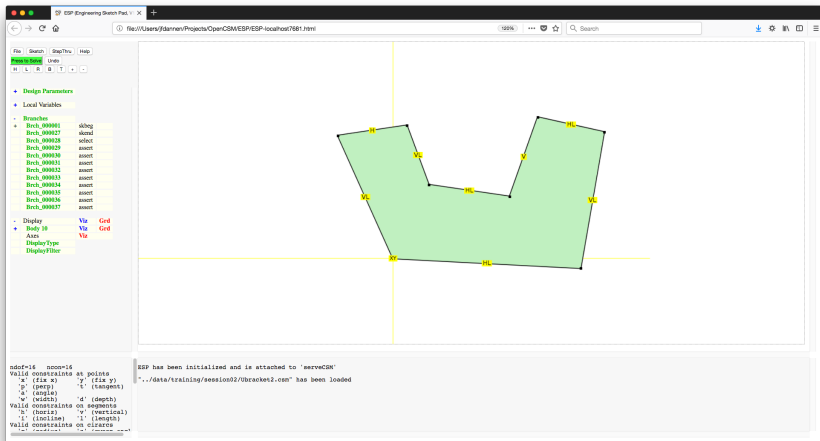 ESP (Engineering Sketch Pad, V
file:///Users/jfdanner/Projects/OpenCSM/ESP/ESP-localhost7681.html
120%
Search
File Sketch StepThru Help
Press to Solve Undo
H L R B T + -
+ Design Parameters
+ Local Variables
- Branches
+ Brch_000001 skbeg
Brch_000027 skend
Brch_000028 select
Brch_000029 assert
Brch_000030 assert
Brch_000031 assert
Brch_000032 assert
Brch_000033 assert
Brch_000034 assert
Brch_000035 assert
Brch_000036 assert
Brch_000037 assert
- Display Viz Grd
+ Body 10 Viz Grd
Axes Viz
DisplayType
DisplayFilter
H
VL
HL
V
HL
VL
VL
XY
HL
ndof=16 ncon=16
Valid constraints at points
'x' (fix x) 'y' (fix y)
'p' (perp) 't' (tangent)
'a' (angle)
'w' (width) 'd' (depth)
Valid constraints on segments
'h' (horiz) 'v' (vertical)
'i' (incline) 'l' (length)
Valid constraints on cirarcs
ESP has been initialized and is attached to 'serveCSM'
"../data/training/session02/Ubracket2.csm" has been loaded